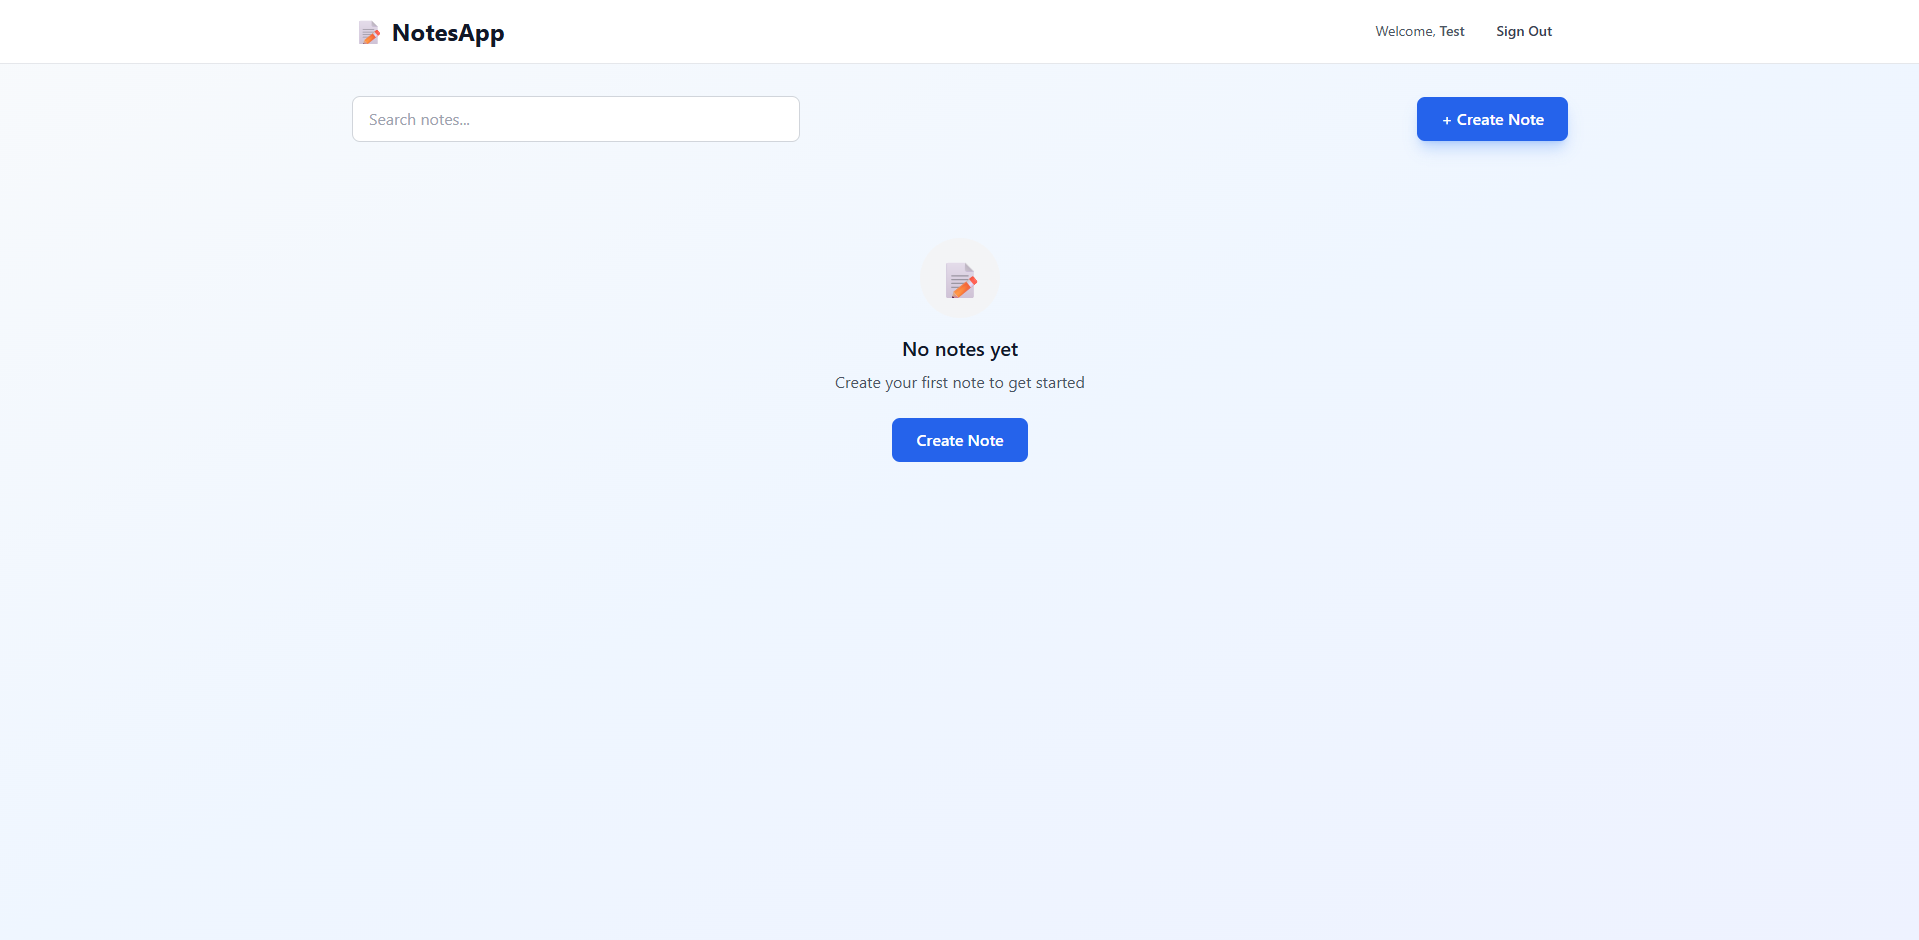 NotesApp
Welcome, Test
Sign Out
Search notes...
+ Create Note
No notes yet
Create your first note to get started
Create Note